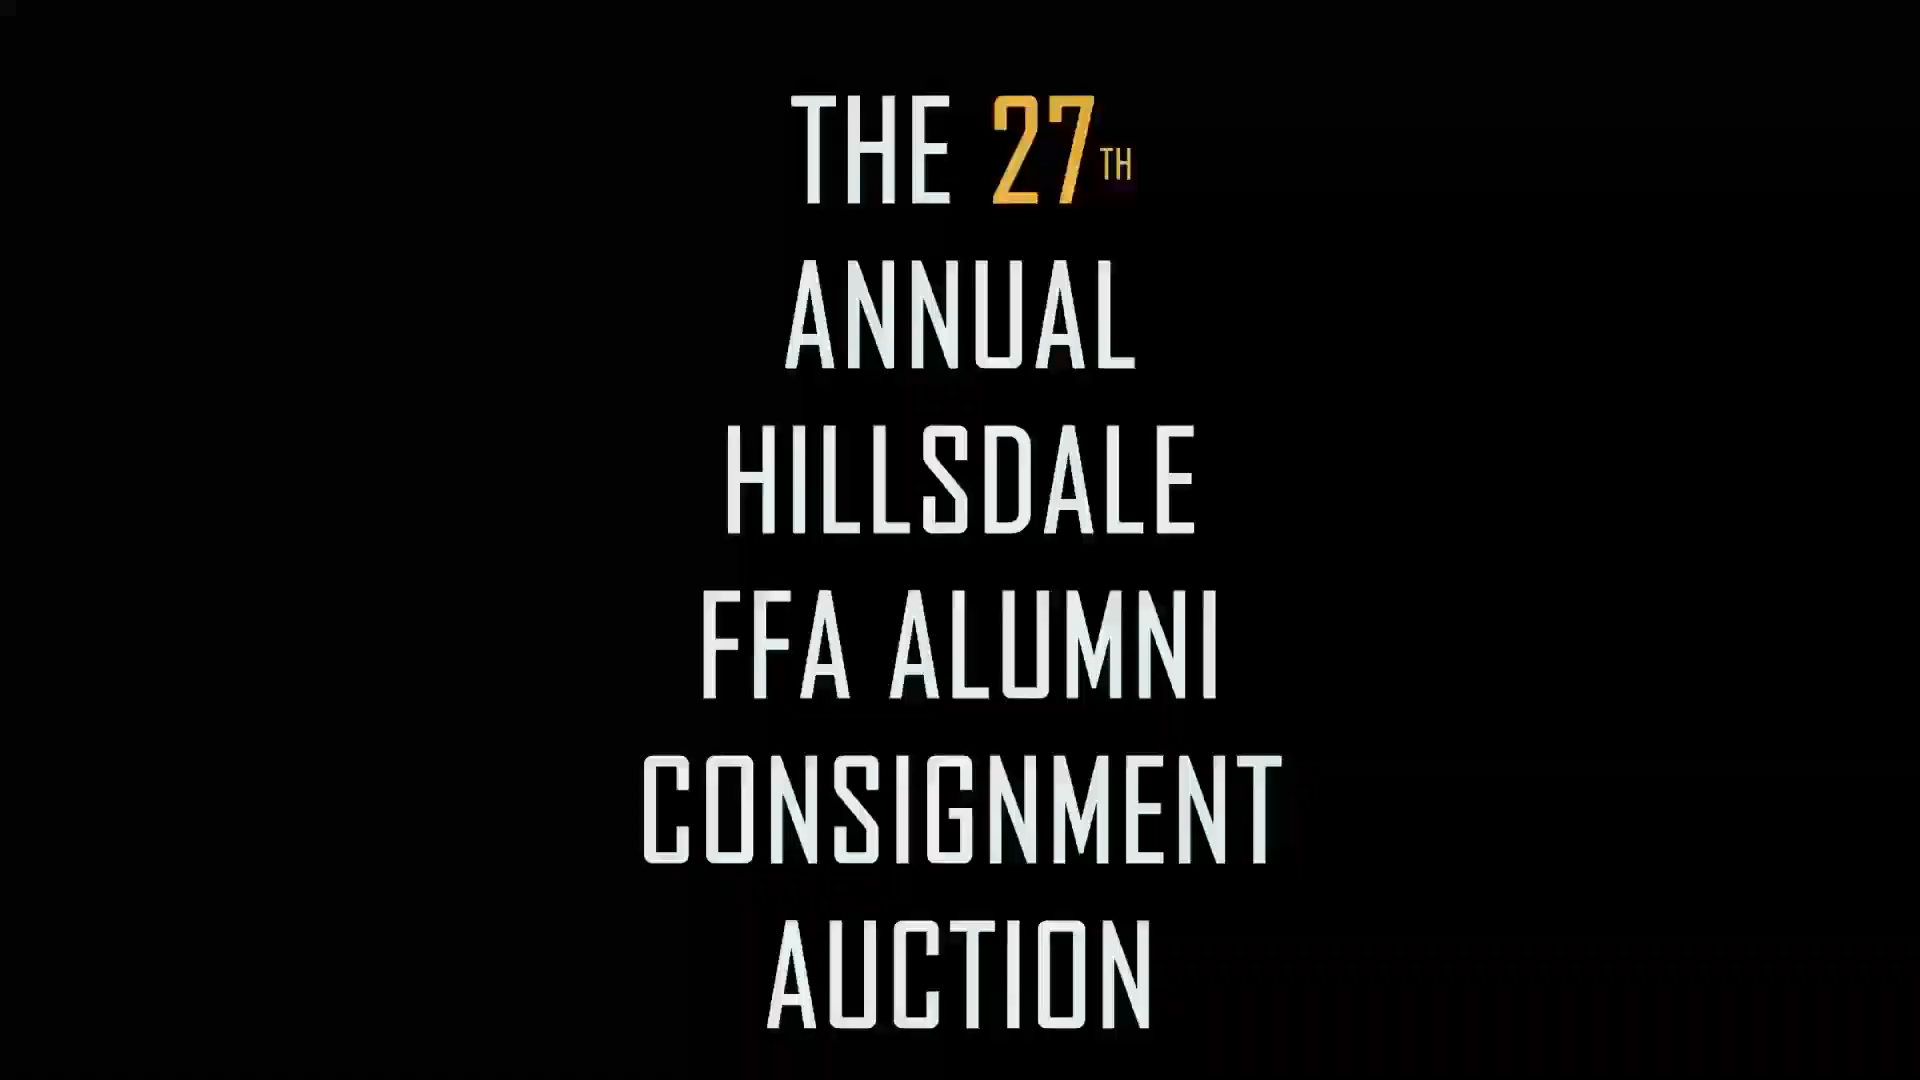 THE 27TH
ANNUAL
HILLSDALE
FFA ALUMNI
CONSIGNMENT
AUCTION